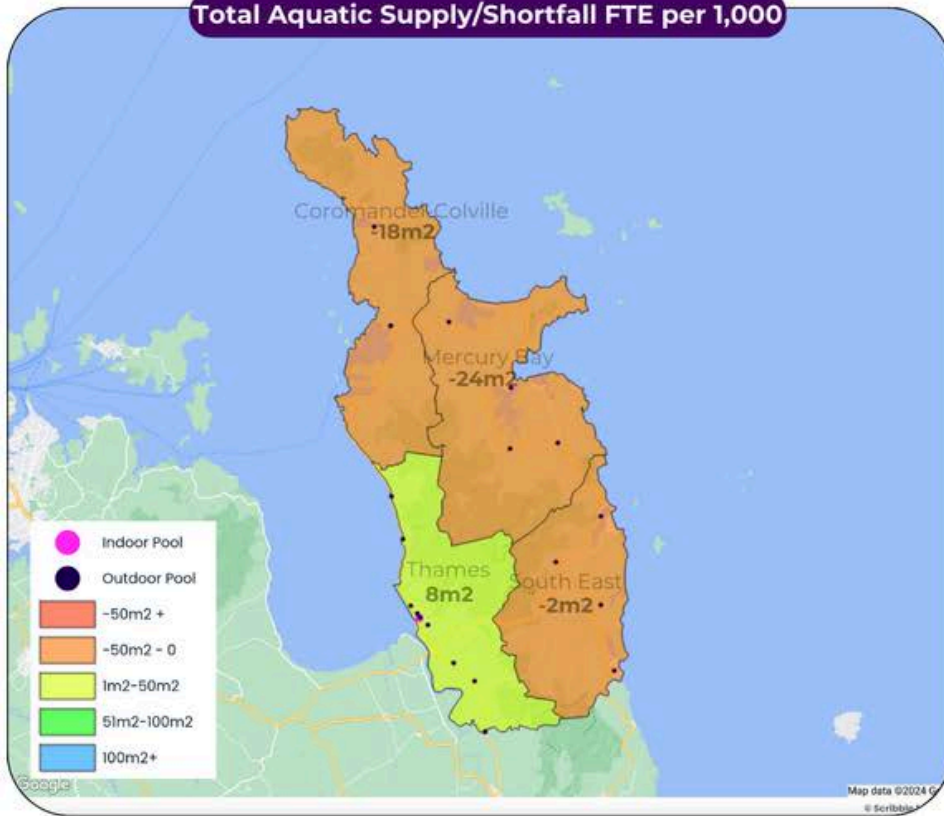 Total Aquatic Supply/Shortfall FTE per 1,000
Coromandel-Colville
-18m2
Mercury Bay
-24m2
Thames
8m2
South East
-2m2
Indoor Pool
Outdoor Pool
-50m2 +
-50m2 - 0
1m2-50m2
51m2-100m2
100m2+
Google
Map data ©2024 G
© Scribble